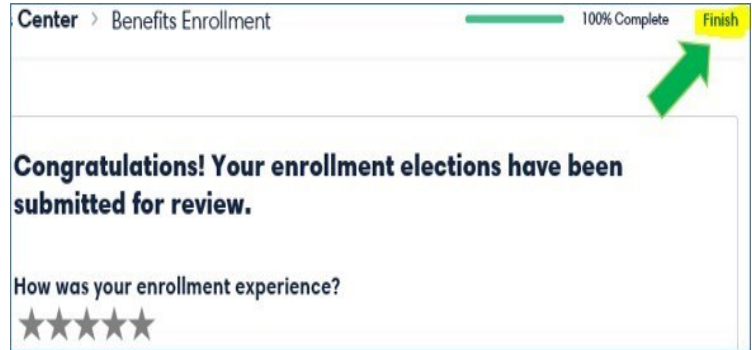 Center > Benefits Enrollment 100% Complete Finish
Congratulations! Your enrollment elections have been
submitted for review.
How was your enrollment experience?